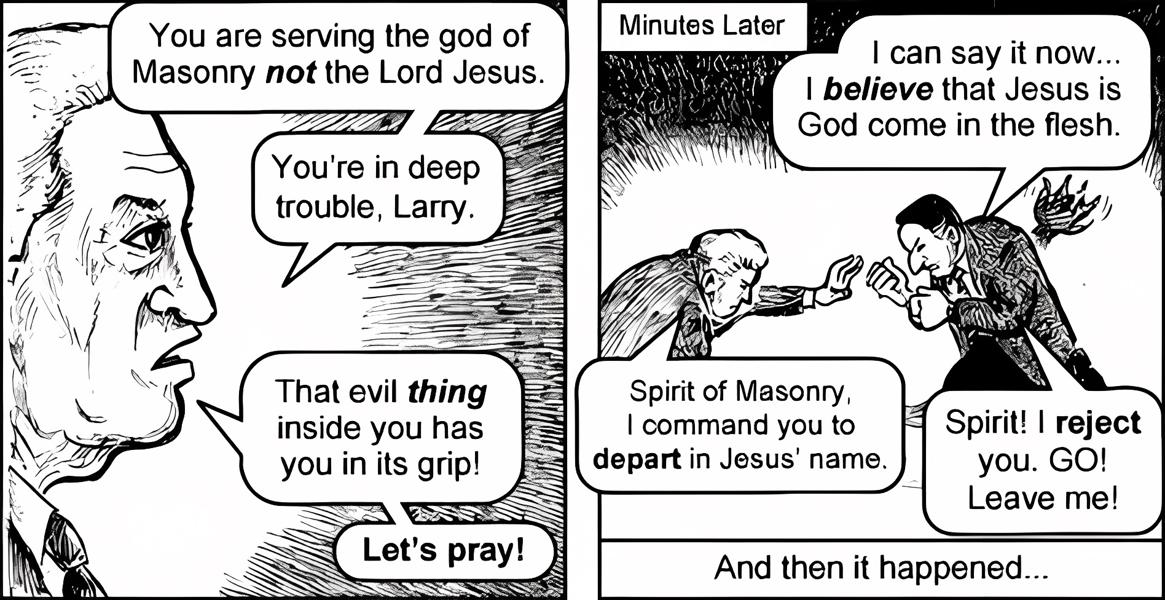 You are serving the god of
Masonry not the Lord Jesus.
You're in deep
trouble, Larry.
That evil thing
inside you has
you in its grip!
Let's pray!
Minutes Later
I can say it now...
I believe that Jesus is
God come in the flesh.
Spirit of Masonry,
I command you to
depart in Jesus' name.
Spirit! I reject
you. GO!
Leave me!
And then it happened...